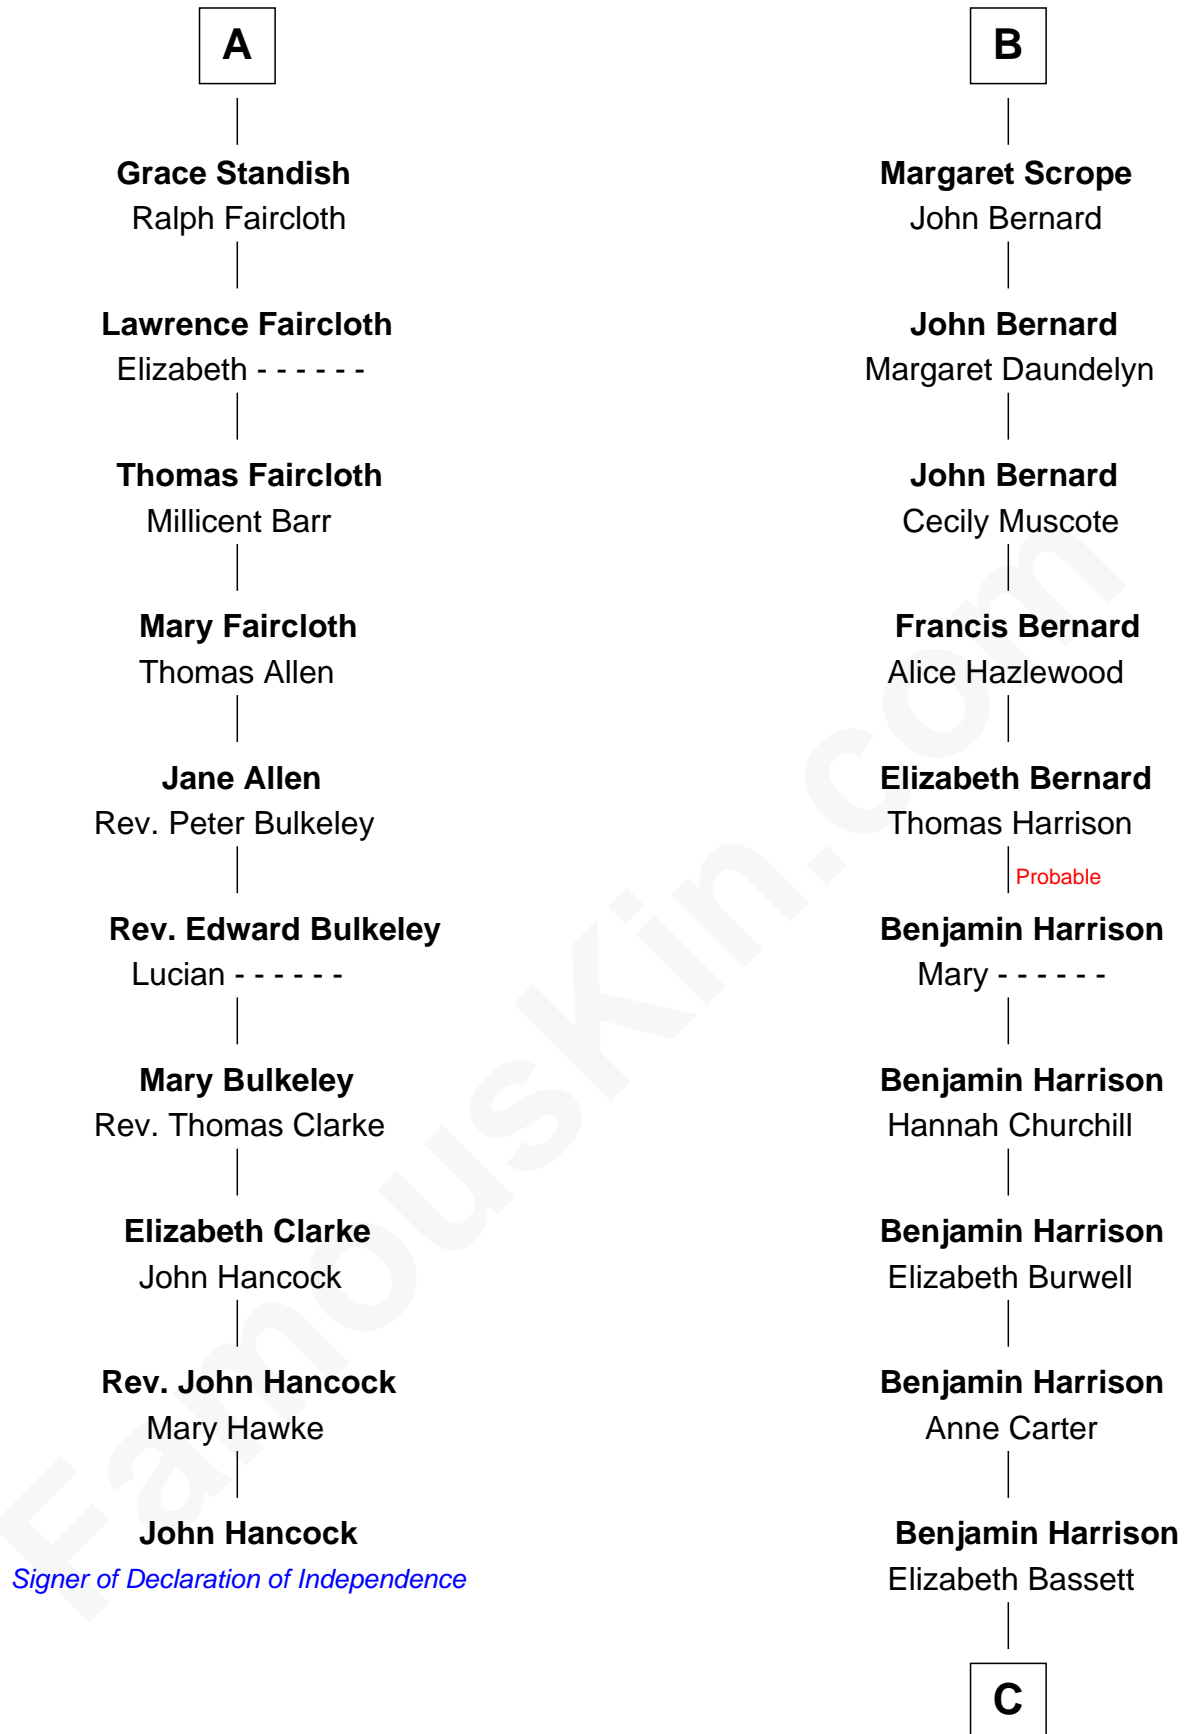 A
Grace Standish
Ralph Faircloth
Lawrence Faircloth
Elizabeth - - - - - -
Thomas Faircloth
Millicent Barr
Mary Faircloth
Thomas Allen
Jane Allen
Rev. Peter Bulkeley
Rev. Edward Bulkeley
Lucian - - - - - -
Mary Bulkeley
Rev. Thomas Clarke
Elizabeth Clarke
John Hancock
Rev. John Hancock
Mary Hawke
John Hancock
Signer of Declaration of Independence
B
Margaret Scrope
John Bernard
John Bernard
Margaret Daundelyn
John Bernard
Cecily Muscote
Francis Bernard
Alice Hazlewood
Elizabeth Bernard
Thomas Harrison
Probable
Benjamin Harrison
Mary - - - - - -
Benjamin Harrison
Hannah Churchill
Benjamin Harrison
Elizabeth Burwell
Benjamin Harrison
Anne Carter
Benjamin Harrison
Elizabeth Bassett
C
FamousKin.com